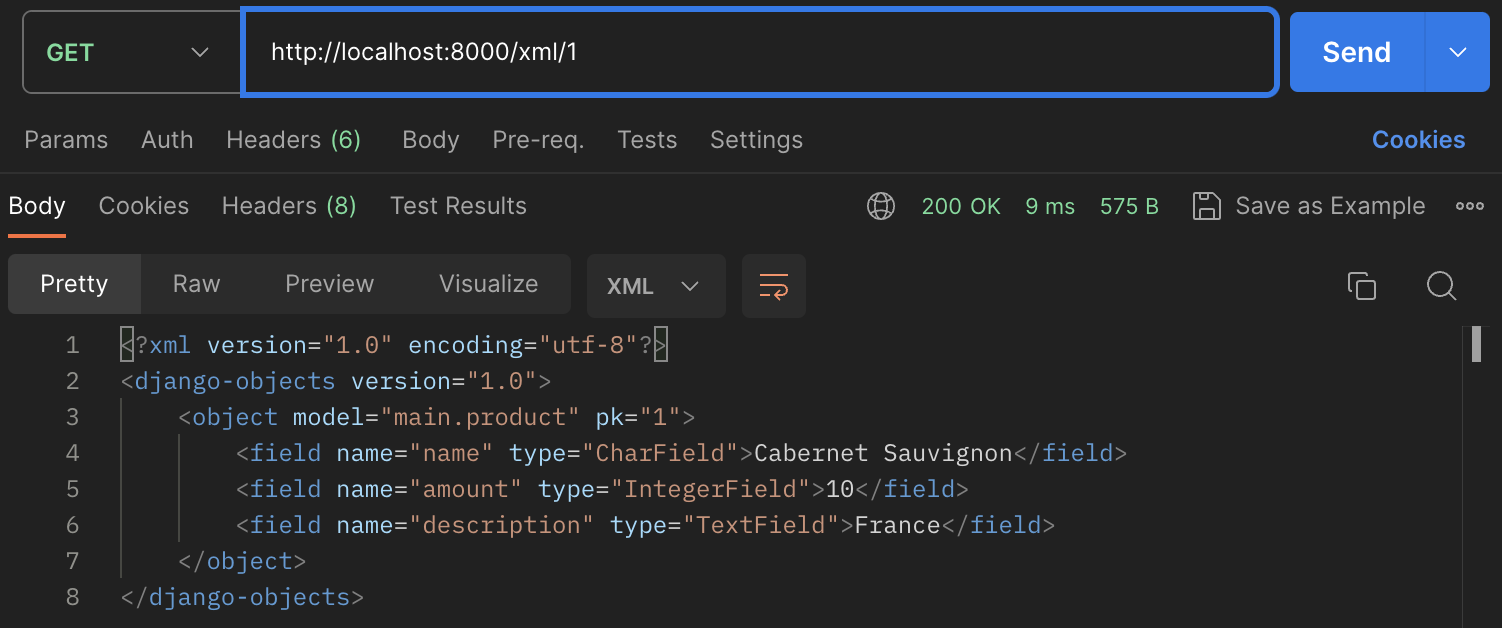 GET http://localhost:8000/xml/1 Send
Params Auth Headers (6) Body Pre-req. Tests Settings Cookies
Body Cookies Headers (8) Test Results 200 OK 9 ms 575 B Save as Example
Pretty Raw Preview Visualize XML
1 <?xml version="1.0" encoding="utf-8"?>
2 <django-objects version="1.0">
3 <object model="main.product" pk="1">
4 <field name="name" type="CharField">Cabernet Sauvignon</field>
5 <field name="amount" type="IntegerField">10</field>
6 <field name="description" type="TextField">France</field>
7 </object>
8 </django-objects>